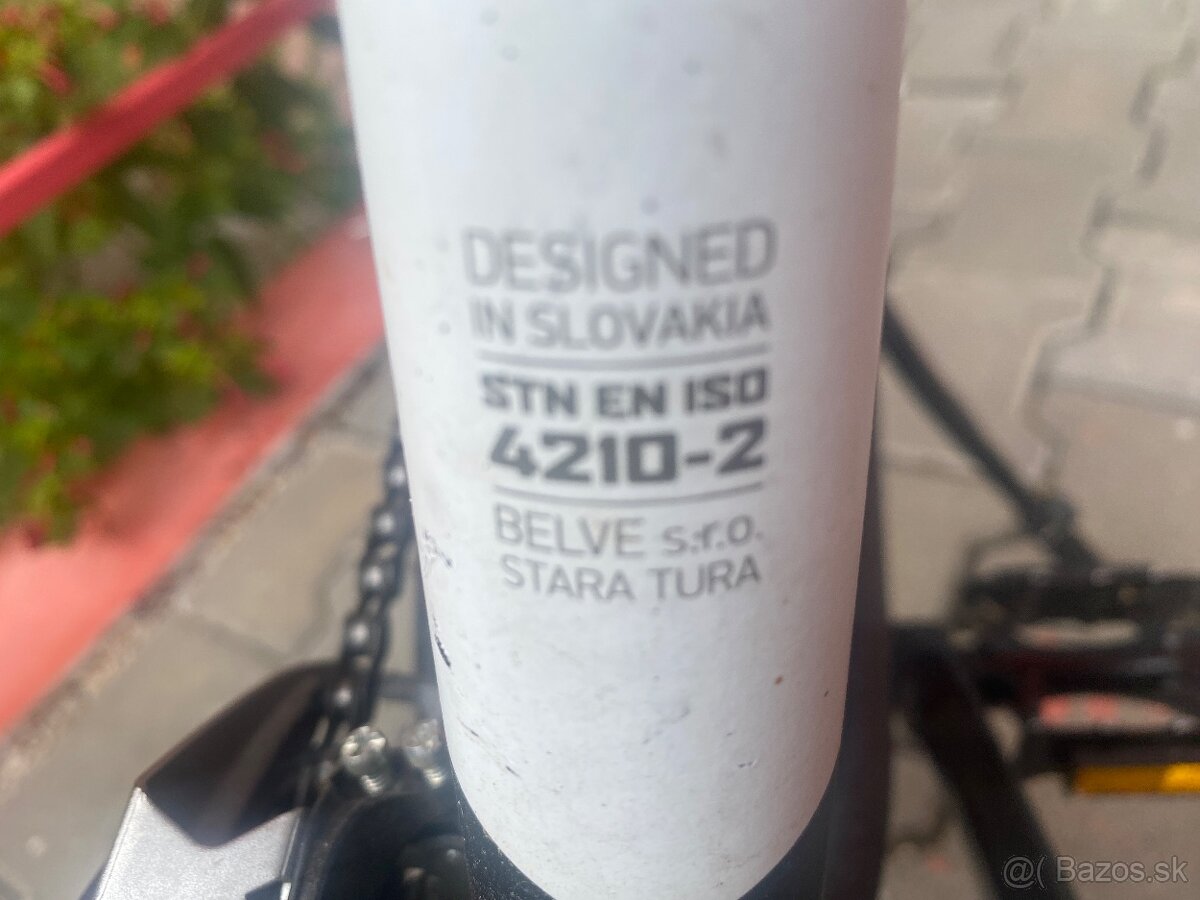 DESIGNED
IN SLOVAKIA
STN EN ISO
4210-2
BELVE s.r.o.
STARA TURA
@( Bazos.sk